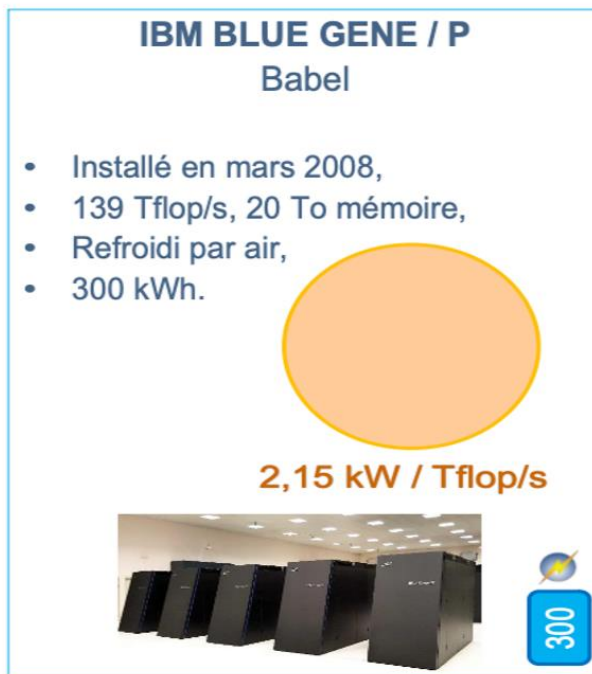 IBM BLUE GENE / P
Babel
• Installé en mars 2008,
• 139 Tflop/s, 20 To mémoire,
• Refroidi par air,
• 300 kWh.
2,15 kW / Tflop/s
300